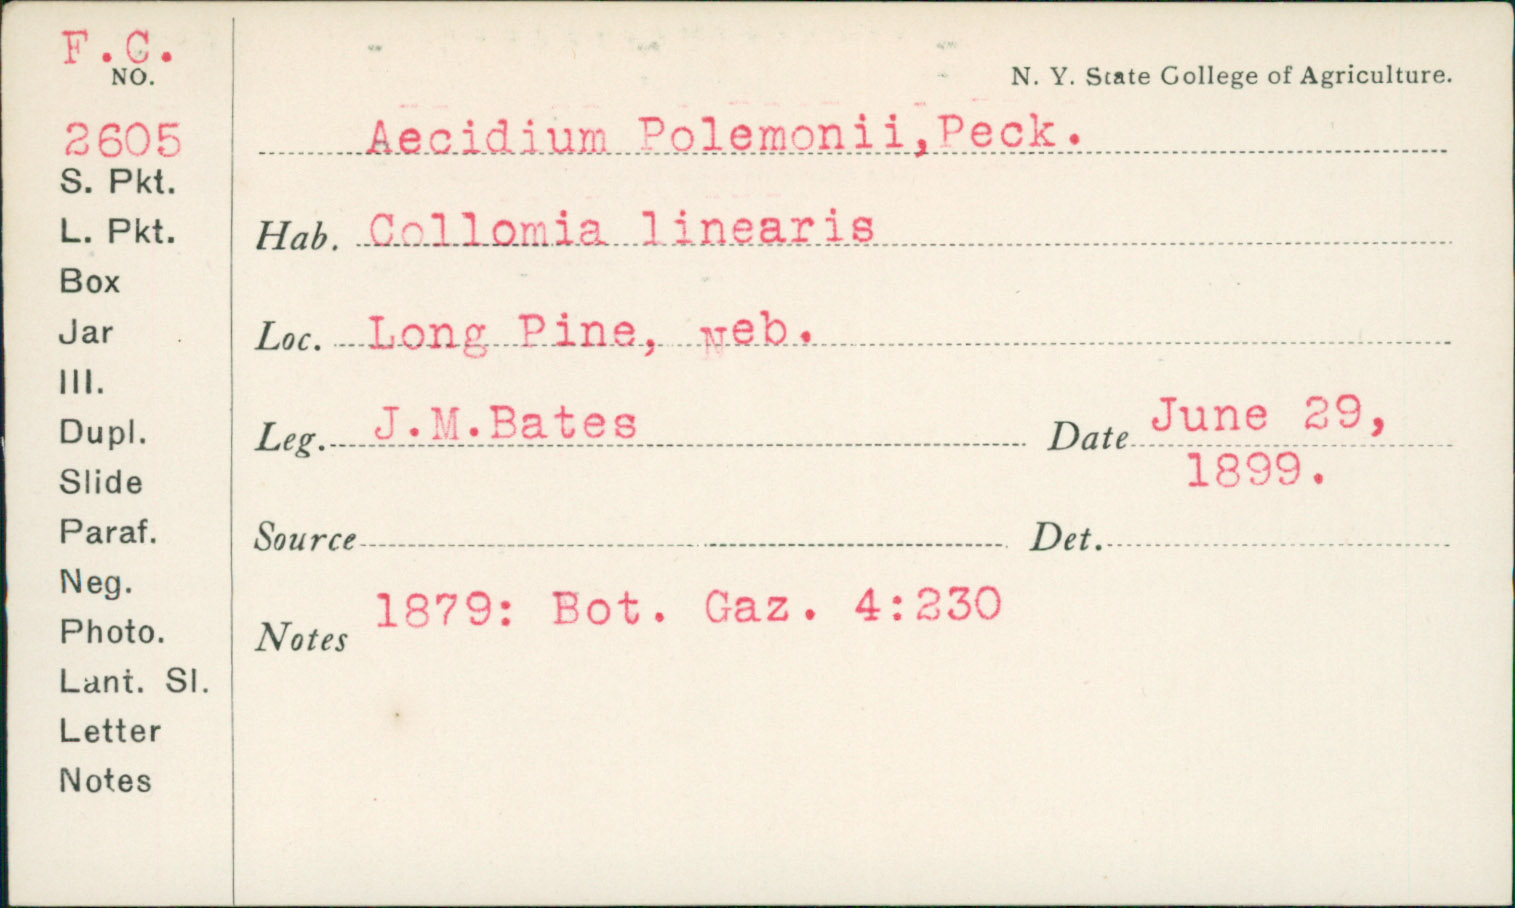 F.C.
NO.
2605
S. Pkt.
L. Pkt.
Box
Jar
Ill.
Dupl.
Slide
Paraf.
Neg.
Photo.
Lant. Sl.
Letter
Notes
N. Y. State College of Agriculture.
Aecidium Polemonii,Peck.
Hab. Collomia linearis
Loc. Long Pine, Neb.
Leg. J.M.Bates Date June 29,
1899.
Source Det.
Notes 1879: Bot. Gaz. 4:230